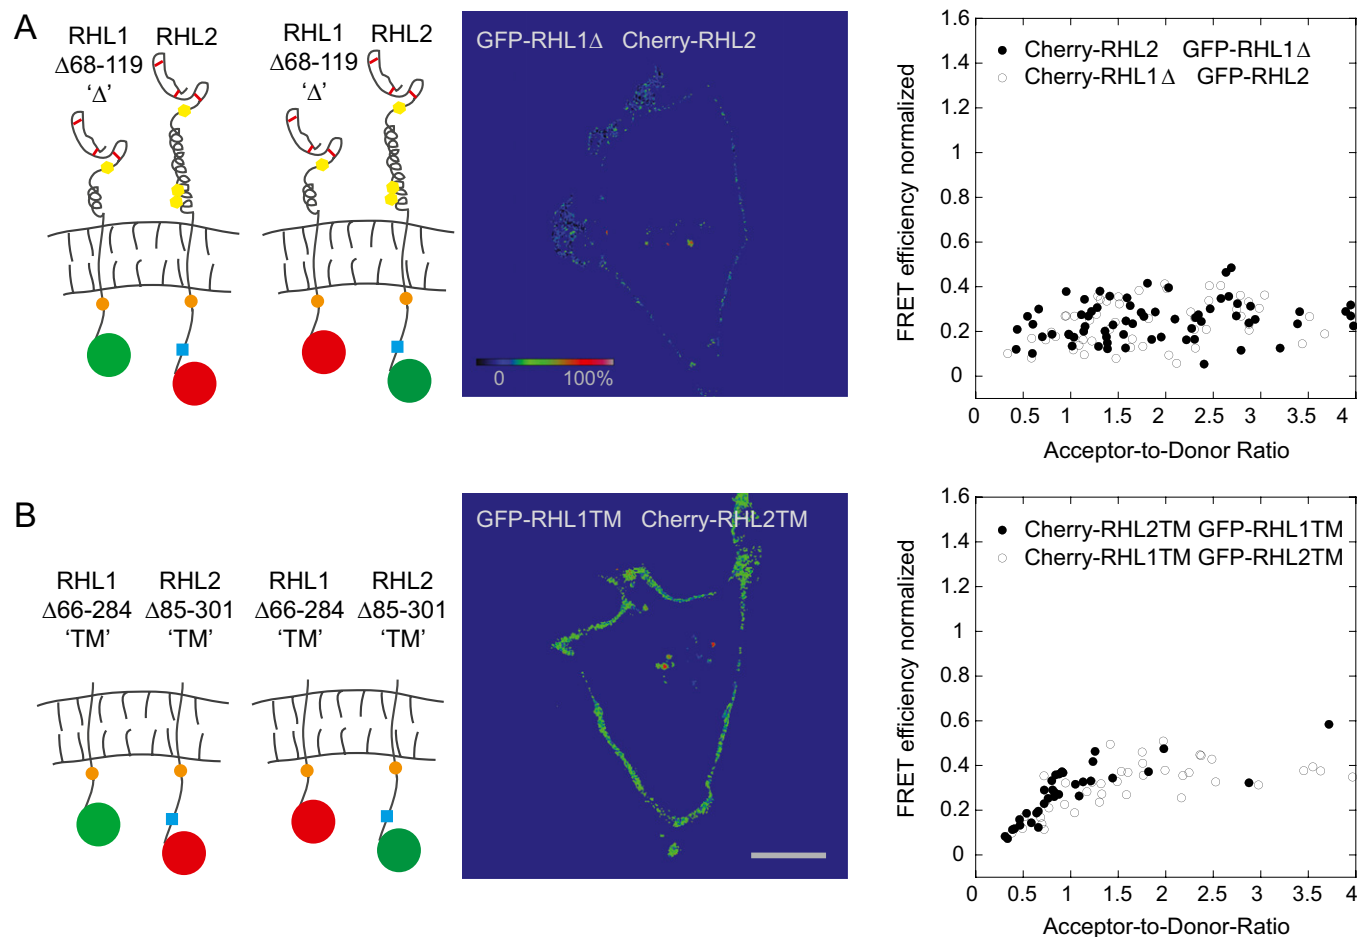 A
RHL1 RHL2
Δ68-119
‘Δ’
RHL1 RHL2
Δ68-119
‘Δ’
GFP-RHL1Δ Cherry-RHL2
0 100%
FRET efficiency normalized
1.6
1.4
1.2
1
0.8
0.6
0.4
0.2
0
Cherry-RHL2 GFP-RHL1Δ
Cherry-RHL1Δ GFP-RHL2
0 0.5 1 1.5 2 2.5 3 3.5 4
Acceptor-to-Donor Ratio
B
RHL1 RHL2
Δ66-284 Δ85-301
‘TM’ ‘TM’
RHL1 RHL2
Δ66-284 Δ85-301
‘TM’ ‘TM’
GFP-RHL1TM Cherry-RHL2TM
FRET efficiency normalized
1.6
1.4
1.2
1
0.8
0.6
0.4
0.2
0
Cherry-RHL2TM GFP-RHL1TM
Cherry-RHL1TM GFP-RHL2TM
0 0.5 1 1.5 2 2.5 3 3.5 4
Acceptor-to-Donor-Ratio